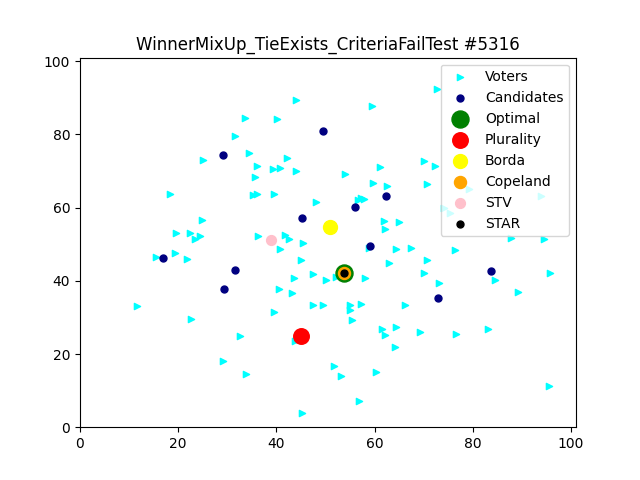 WinnerMixUp_TieExists_CriteriaFailTest #5316
100
80
60
40
20
0
0 20 40 60 80 100
Voters
Candidates
Optimal
Plurality
Borda
Copeland
STV
STAR